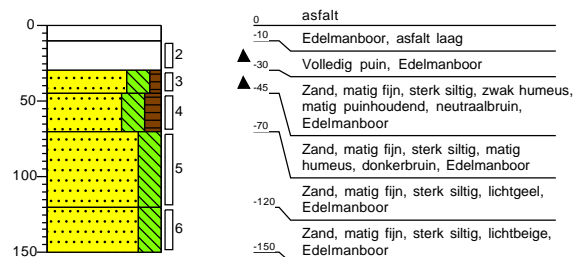 0
50
100
150
2
3
4
5
6
0
asfalt
-10
Edelmanboor, asfalt laag
-30
Volledig puin, Edelmanboor
-45
Zand, matig fijn, sterk siltig, zwak humeus,
matig puinhoudend, neutraalbruin,
Edelmanboor
-70
Zand, matig fijn, sterk siltig, matig
humeus, donkerbruin, Edelmanboor
-120
Zand, matig fijn, sterk siltig, lichtgeel,
Edelmanboor
-150
Zand, matig fijn, sterk siltig, lichtbeige,
Edelmanboor